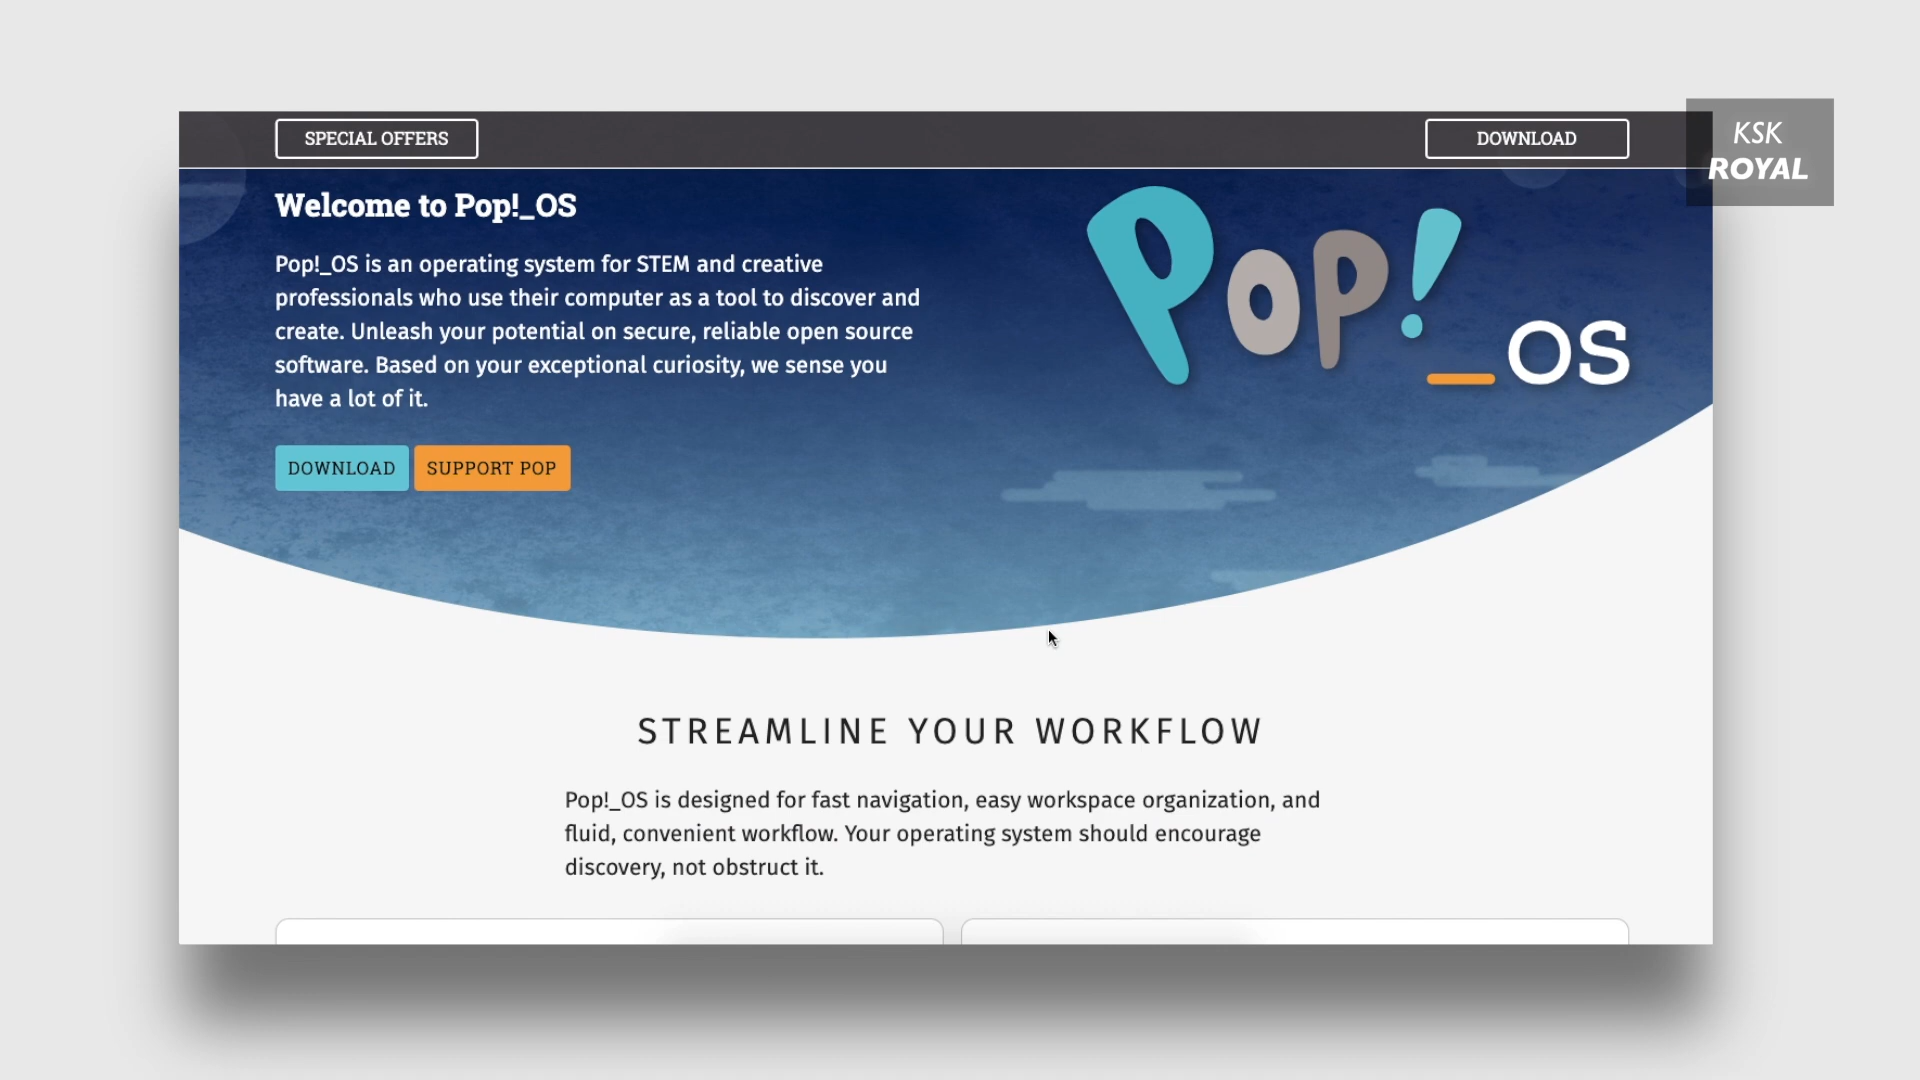 SPECIAL OFFERS
DOWNLOAD
KSK
ROYAL
Welcome to Pop!_OS
Pop!_OS is an operating system for STEM and creative
professionals who use their computer as a tool to discover and
create. Unleash your potential on secure, reliable open source
software. Based on your exceptional curiosity, we sense you
have a lot of it.
Pop!_OS
DOWNLOAD
SUPPORT POP
STREAMLINE YOUR WORKFLOW
Pop!_OS is designed for fast navigation, easy workspace organization, and
fluid, convenient workflow. Your operating system should encourage
discovery, not obstruct it.